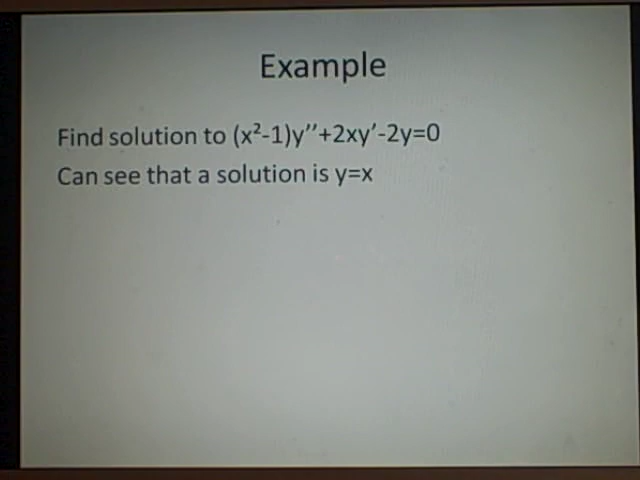 Example
Find solution to (x²-1)y’’+2xy’-2y=0
Can see that a solution is y=x